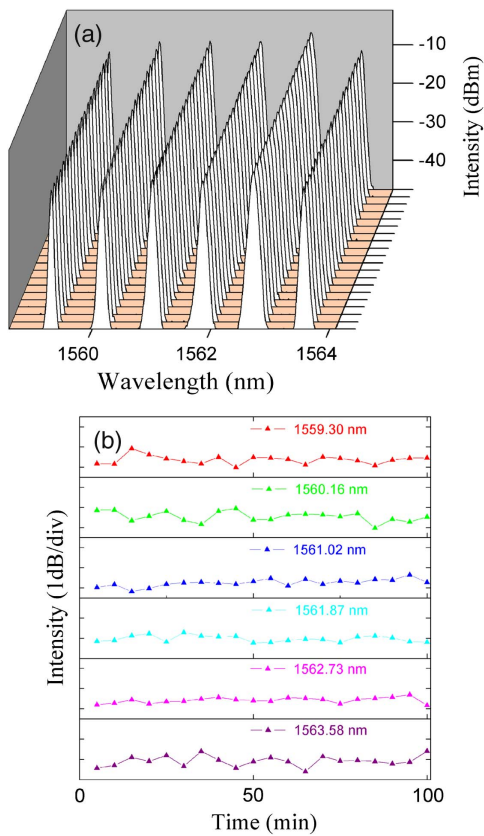 (a)
-10
-20
-30
-40
Intensity (dBm)
1560
1562
1564
Wavelength (nm)
(b)
1559.30 nm
1560.16 nm
1561.02 nm
1561.87 nm
1562.73 nm
1563.58 nm
Intensity (1dB/div)
0
50
100
Time (min)